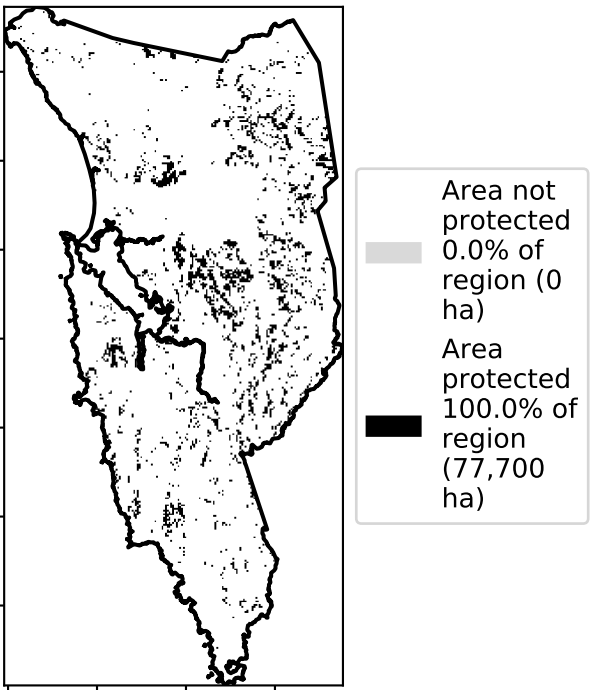 Area not
protected
0.0% of
region (0
ha)
Area
protected
100.0% of
region
(77,700
ha)